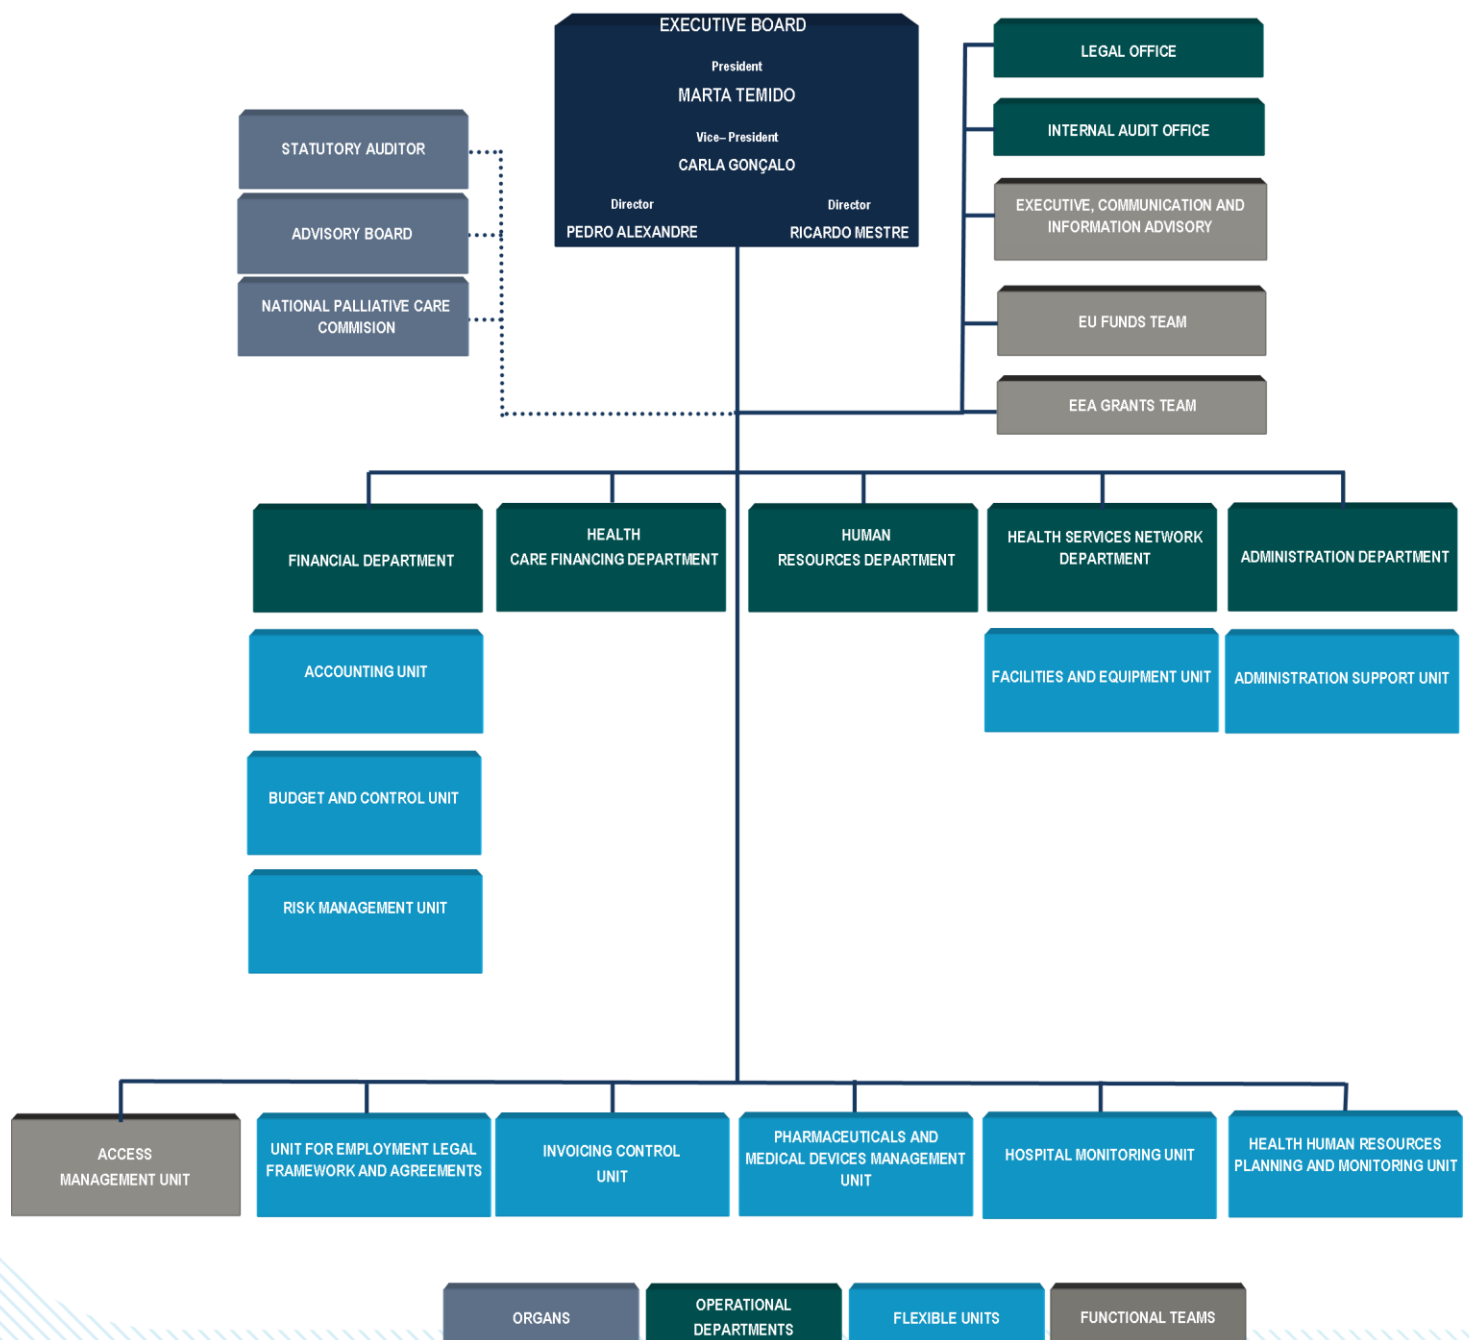 EXECUTIVE BOARD
President
MARTA TEMIDO
Vice– President
CARLA GONÇALO
Director
PEDRO ALEXANDRE
Director
RICARDO MESTRE
STATUTORY AUDITOR
ADVISORY BOARD
NATIONAL PALLIATIVE CARE
COMMISION
LEGAL OFFICE
INTERNAL AUDIT OFFICE
EXECUTIVE, COMMUNICATION AND
INFORMATION ADVISORY
EU FUNDS TEAM
EEA GRANTS TEAM
FINANCIAL DEPARTMENT
HEALTH
CARE FINANCING DEPARTMENT
HUMAN
RESOURCES DEPARTMENT
HEALTH SERVICES NETWORK
DEPARTMENT
ADMINISTRATION DEPARTMENT
ACCOUNTING UNIT
FACILITIES AND EQUIPMENT UNIT
ADMINISTRATION SUPPORT UNIT
BUDGET AND CONTROL UNIT
RISK MANAGEMENT UNIT
ACCESS
MANAGEMENT UNIT
UNIT FOR EMPLOYMENT LEGAL
FRAMEWORK AND AGREEMENTS
INVOICING CONTROL
UNIT
PHARMACEUTICALS AND
MEDICAL DEVICES MANAGEMENT
UNIT
HOSPITAL MONITORING UNIT
HEALTH HUMAN RESOURCES
PLANNING AND MONITORING UNIT
ORGANS
OPERATIONAL
DEPARTMENTS
FLEXIBLE UNITS
FUNCTIONAL TEAMS